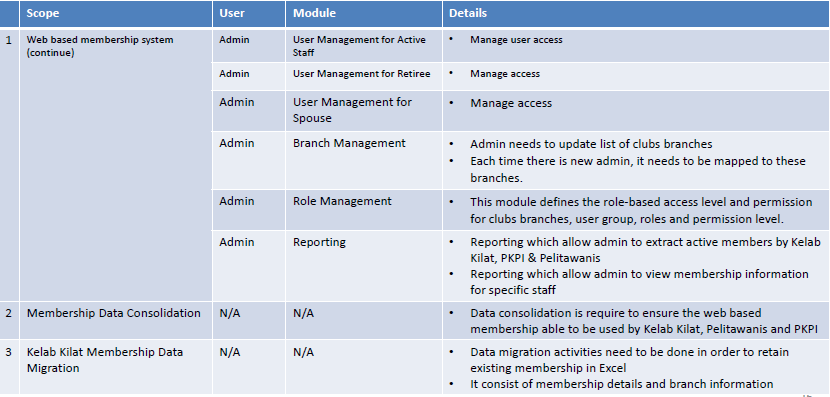 Scope User Module Details
1 Web based membership system Admin User Management for Active • Manage user access
(continue) Staff
Admin User Management for Retiree • Manage access
Admin User Management for • Manage access
Spouse
Admin Branch Management • Admin needs to update list of clubs branches
• Each time there is new admin, it needs to be mapped to these
branches.
Admin Role Management • This module defines the role-based access level and permission
for clubs branches, user group, roles and permission level.
Admin Reporting • Reporting which allow admin to extract active members by Kelab
Kilat, PKPI & Pelitawanis
• Reporting which allow admin to view membership information
for specific staff
2 Membership Data Consolidation N/A N/A • Data consolidation is require to ensure the web based
membership able to be used by Kelab Kilat, Pelitawanis and PKPI
3 Kelab Kilat Membership Data N/A N/A • Data migration activities need to be done in order to retain
Migration existing membership in Excel
• It consist of membership details and branch information